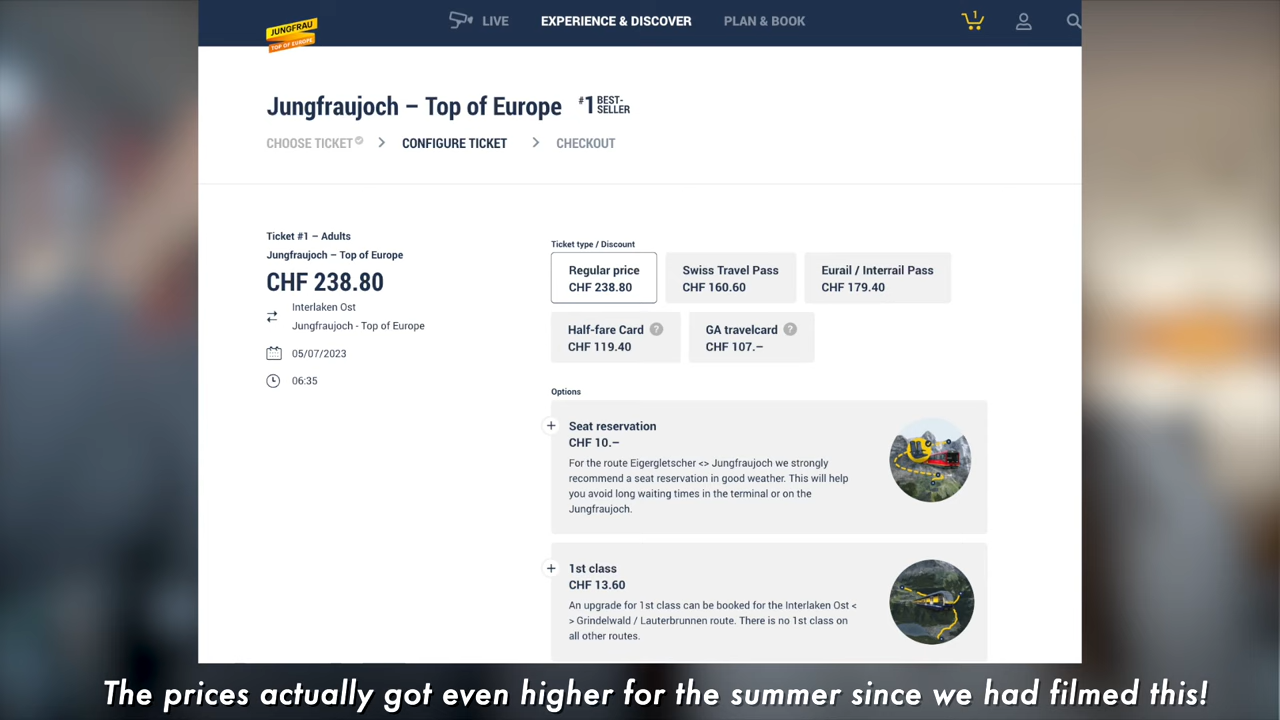 JUNGFRAU
TOP OF EUROPE
LIVE
EXPERIENCE & DISCOVER
PLAN & BOOK
1
Jungfraujoch – Top of Europe
#1 BEST-
SELLER
CHOOSE TICKET
CONFIGURE TICKET
CHECKOUT
Ticket #1 – Adults
Jungfraujoch – Top of Europe
CHF 238.80
Interlaken Ost
Jungfraujoch - Top of Europe
05/07/2023
06:35
Ticket type / Discount
Regular price
CHF 238.80
Swiss Travel Pass
CHF 160.60
Eurail / Interrail Pass
CHF 179.40
Half-fare Card ?
CHF 119.40
GA travelcard ?
CHF 107.–
Options
Seat reservation
CHF 10.–
For the route Eigergletscher <> Jungfraujoch we strongly
recommend a seat reservation in good weather. This will help
you avoid long waiting times in the terminal or on the
Jungfraujoch.
1st class
CHF 13.60
An upgrade for 1st class can be booked for the Interlaken Ost <
> Grindelwald / Lauterbrunnen route. There is no 1st class on
all other routes.
The prices actually got even higher for the summer since we had filmed this!